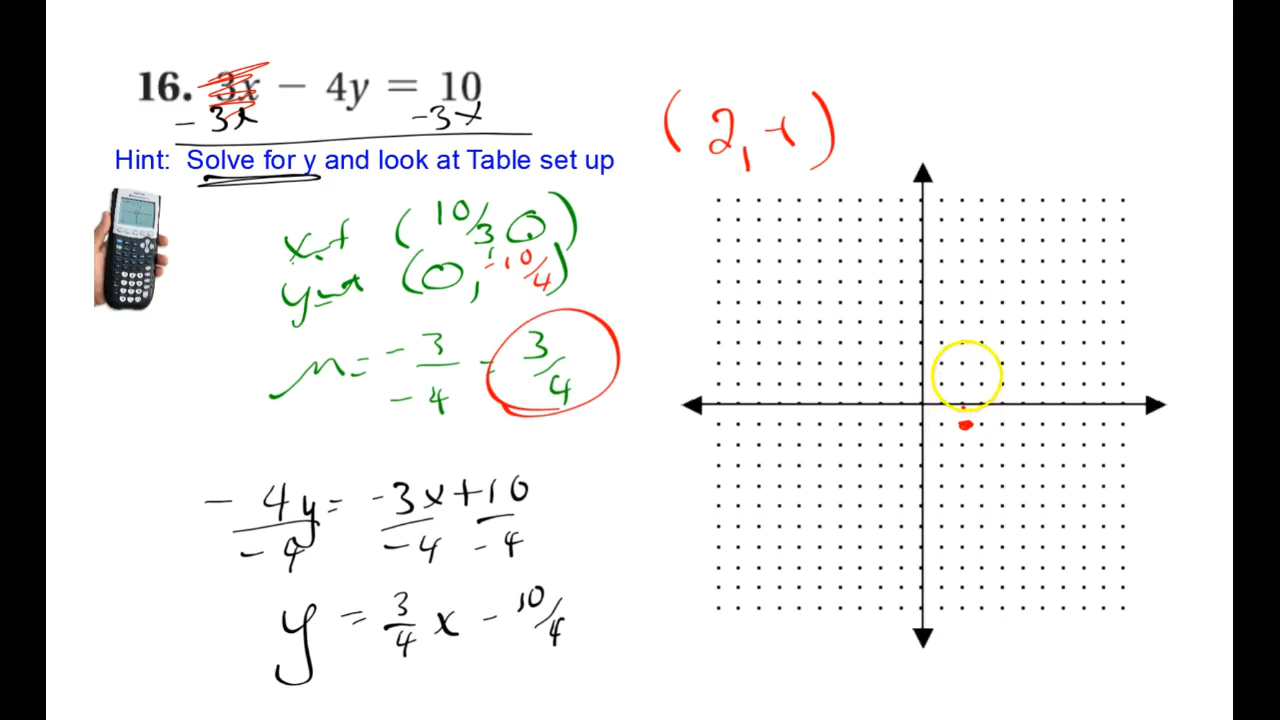 16. 3x − 4y = 10
− 3x -3x
Hint: Solve for y and look at Table set up
(2, -1)
x-int (10/3, 0)
y-int (0, -10/4)
m = -3/-4 = 3/4
- 4y = -3x + 10
-4 -4 -4
y = 3/4 x - 10/4